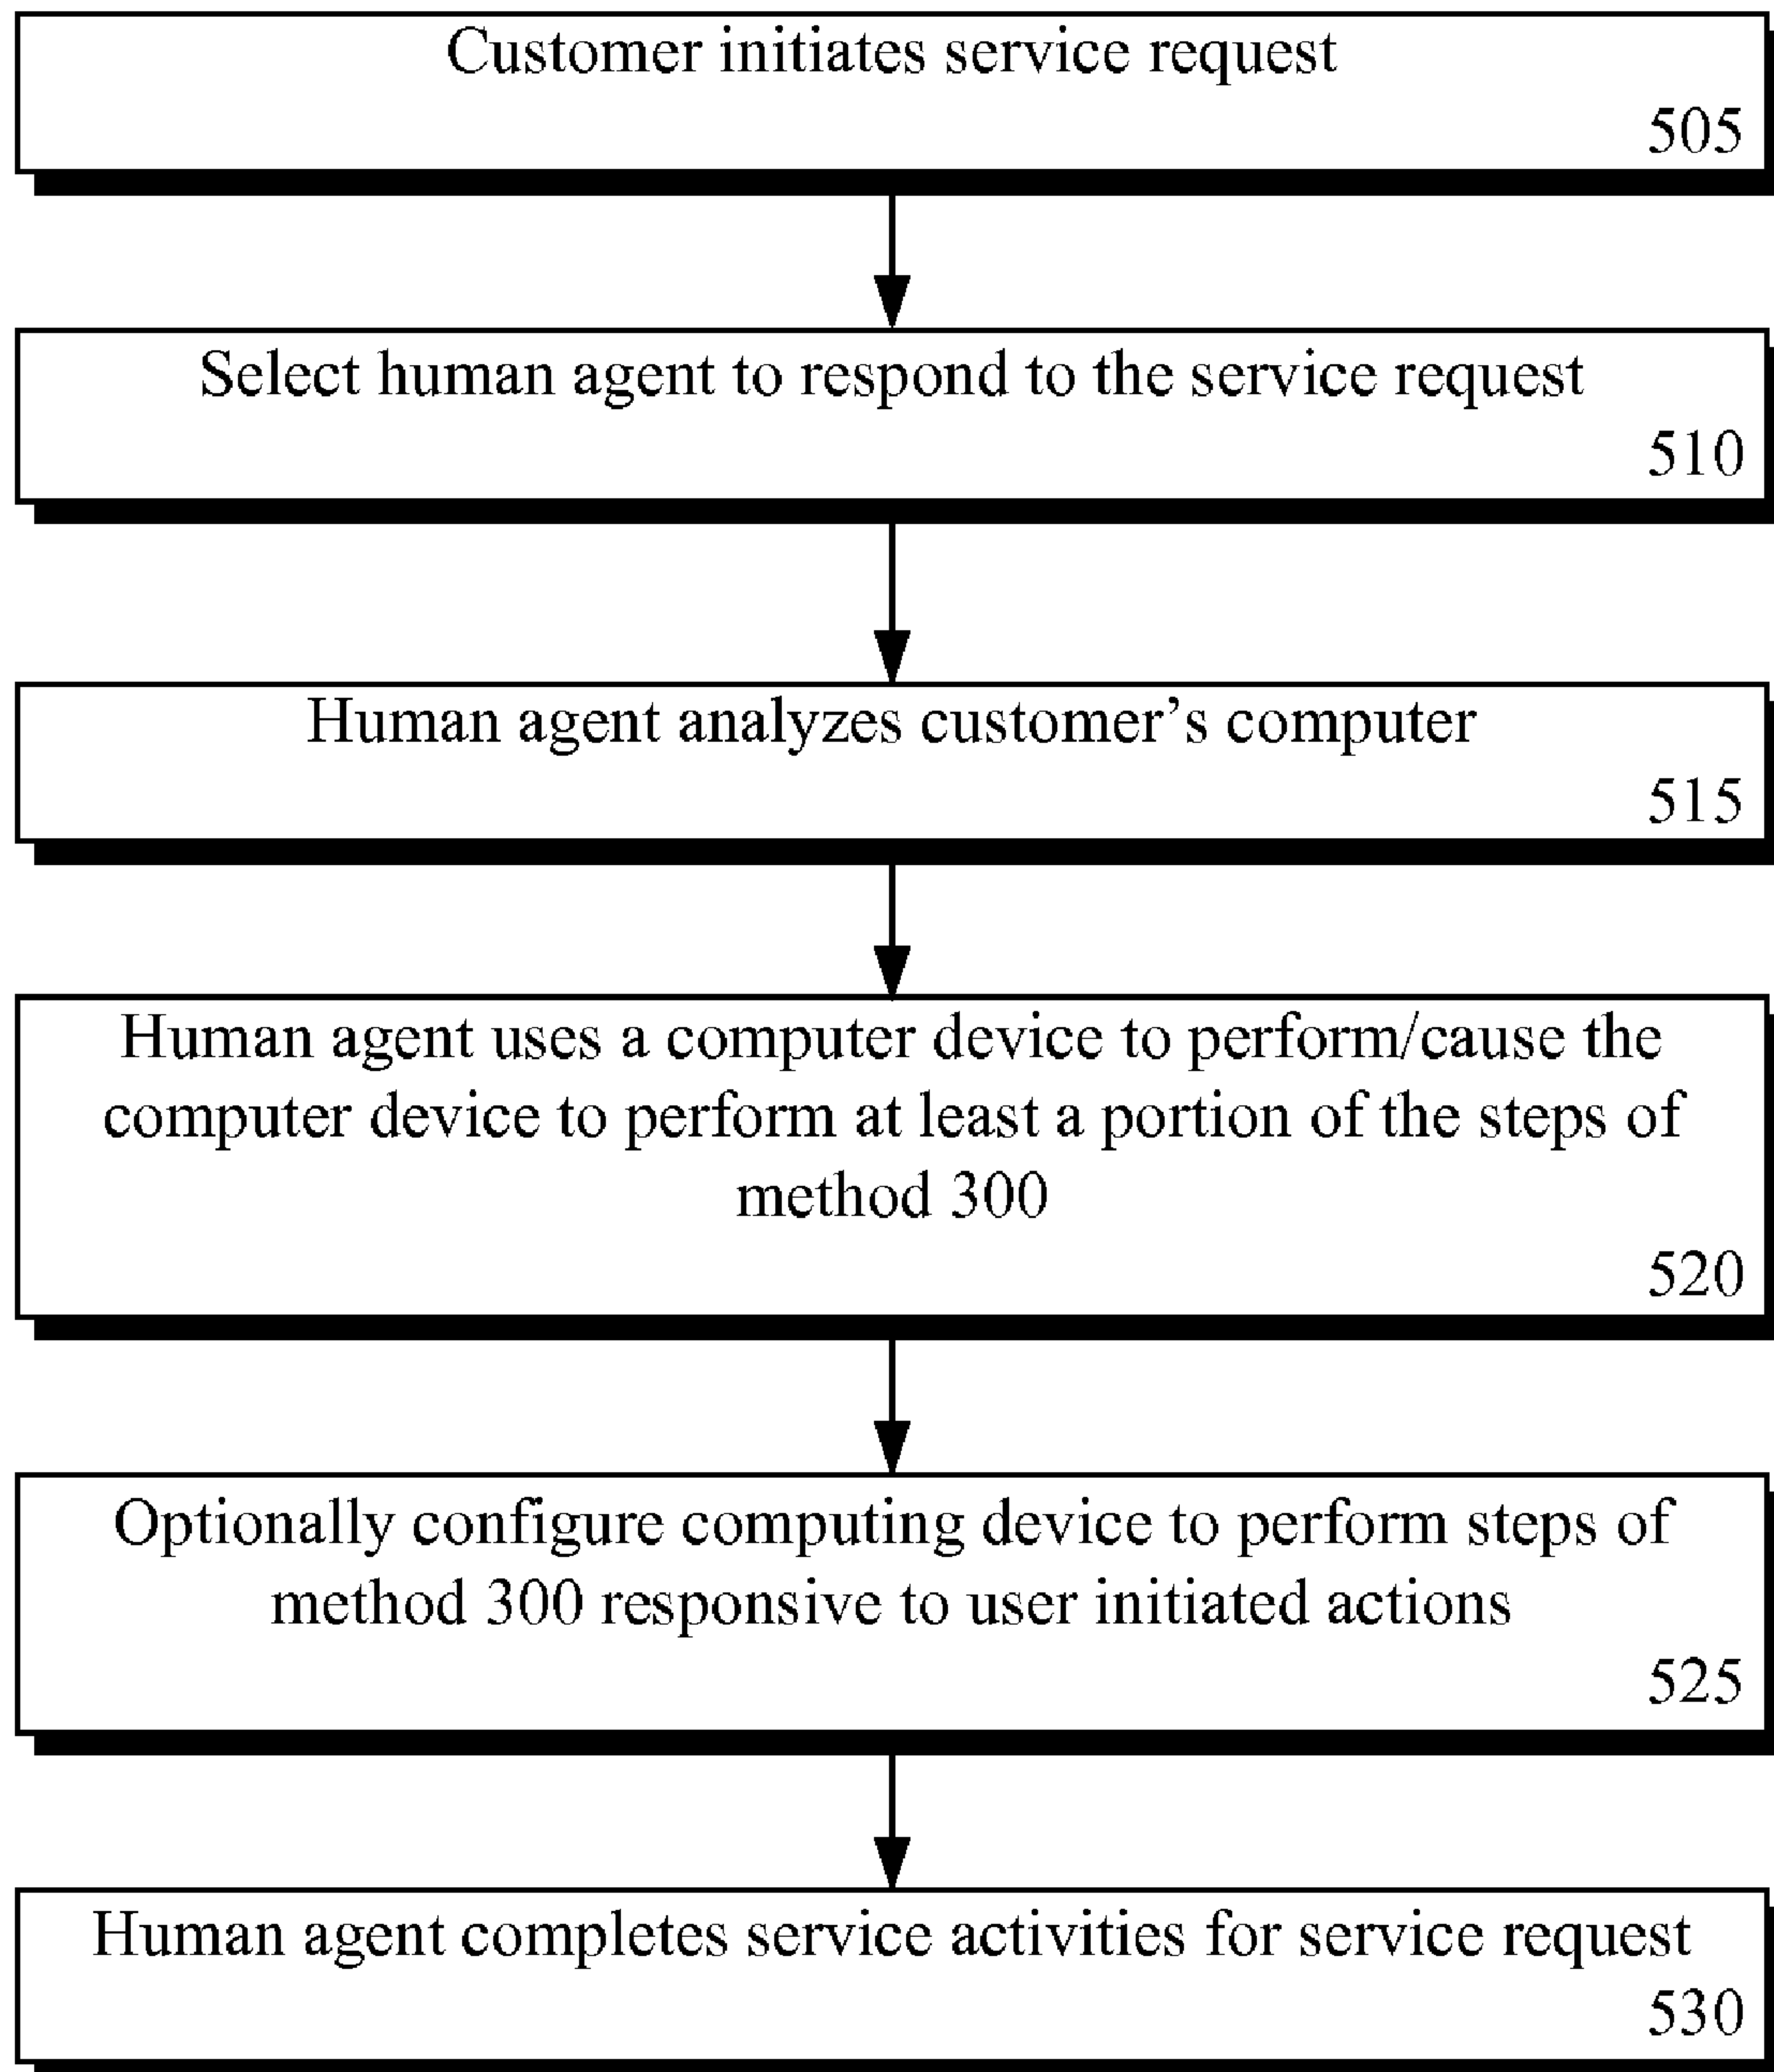 Customer initiates service request
505
Select human agent to respond to the service request
510
Human agent analyzes customer’s computer
515
Human agent uses a computer device to perform/cause the
computer device to perform at least a portion of the steps of
method 300
520
Optionally configure computing device to perform steps of
method 300 responsive to user initiated actions
525
Human agent completes service activities for service request
530